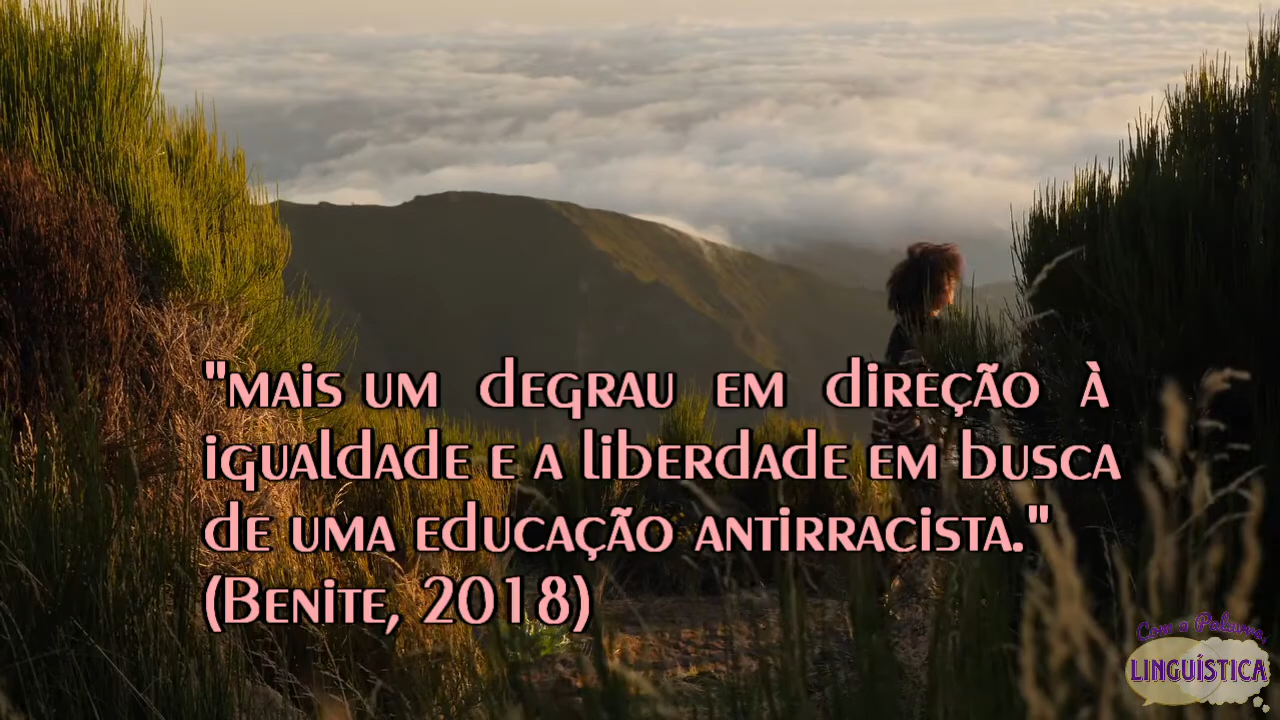 "mais um degrau em direção à
igualdade e a liberdade em busca
de uma educação antirracista."
(Benite, 2018)
Com a Palavra,
LINGUÍSTICA